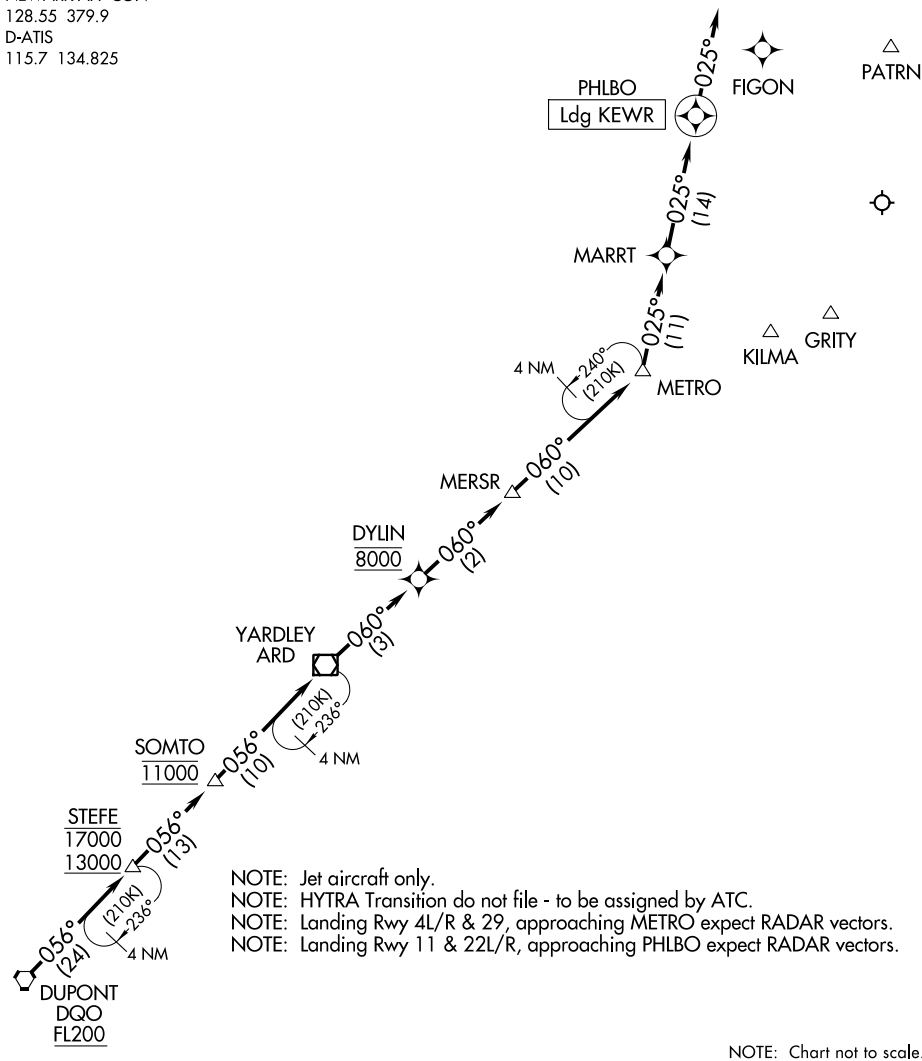 128.55 379.9
D-ATIS
115.7 134.825
025°
FIGON
PATRN
PHLBO
Ldg KEWR
025°
(14)
MARRT
025°
(11)
KILMA
GRITY
4 NM
240°
(210K)
METRO
060°
(10)
MERSR
DYLIN
8000
060°
(2)
YARDLEY
ARD
060°
(3)
(210K)
236°
4 NM
SOMTO
11000
056°
(10)
STEFE
17000
13000
056°
(13)
(210K)
236°
4 NM
056°
(24)
DUPONT
DQO
FL200
NOTE: Jet aircraft only.
NOTE: HYTRA Transition do not file - to be assigned by ATC.
NOTE: Landing Rwy 4L/R & 29, approaching METRO expect RADAR vectors.
NOTE: Landing Rwy 11 & 22L/R, approaching PHLBO expect RADAR vectors.
NOTE: Chart not to scale.